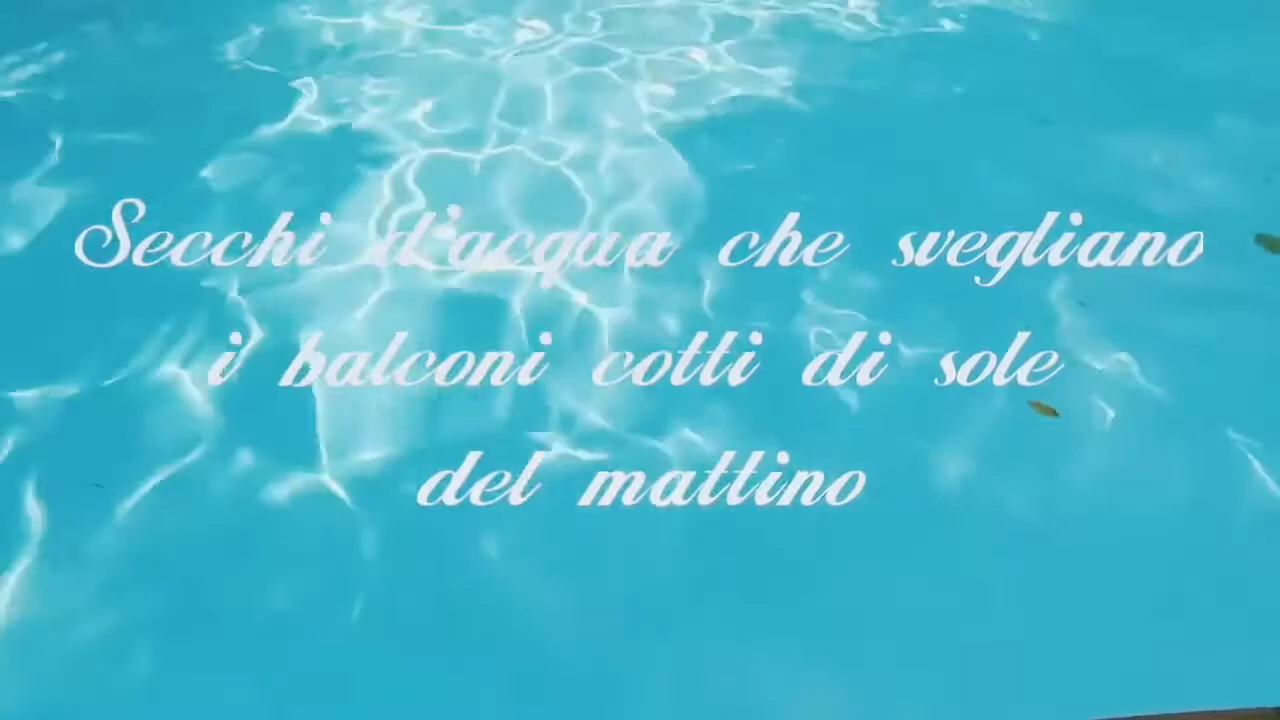 Secchi d'acqua che svegliano
i balconi cotti di sole
del mattino